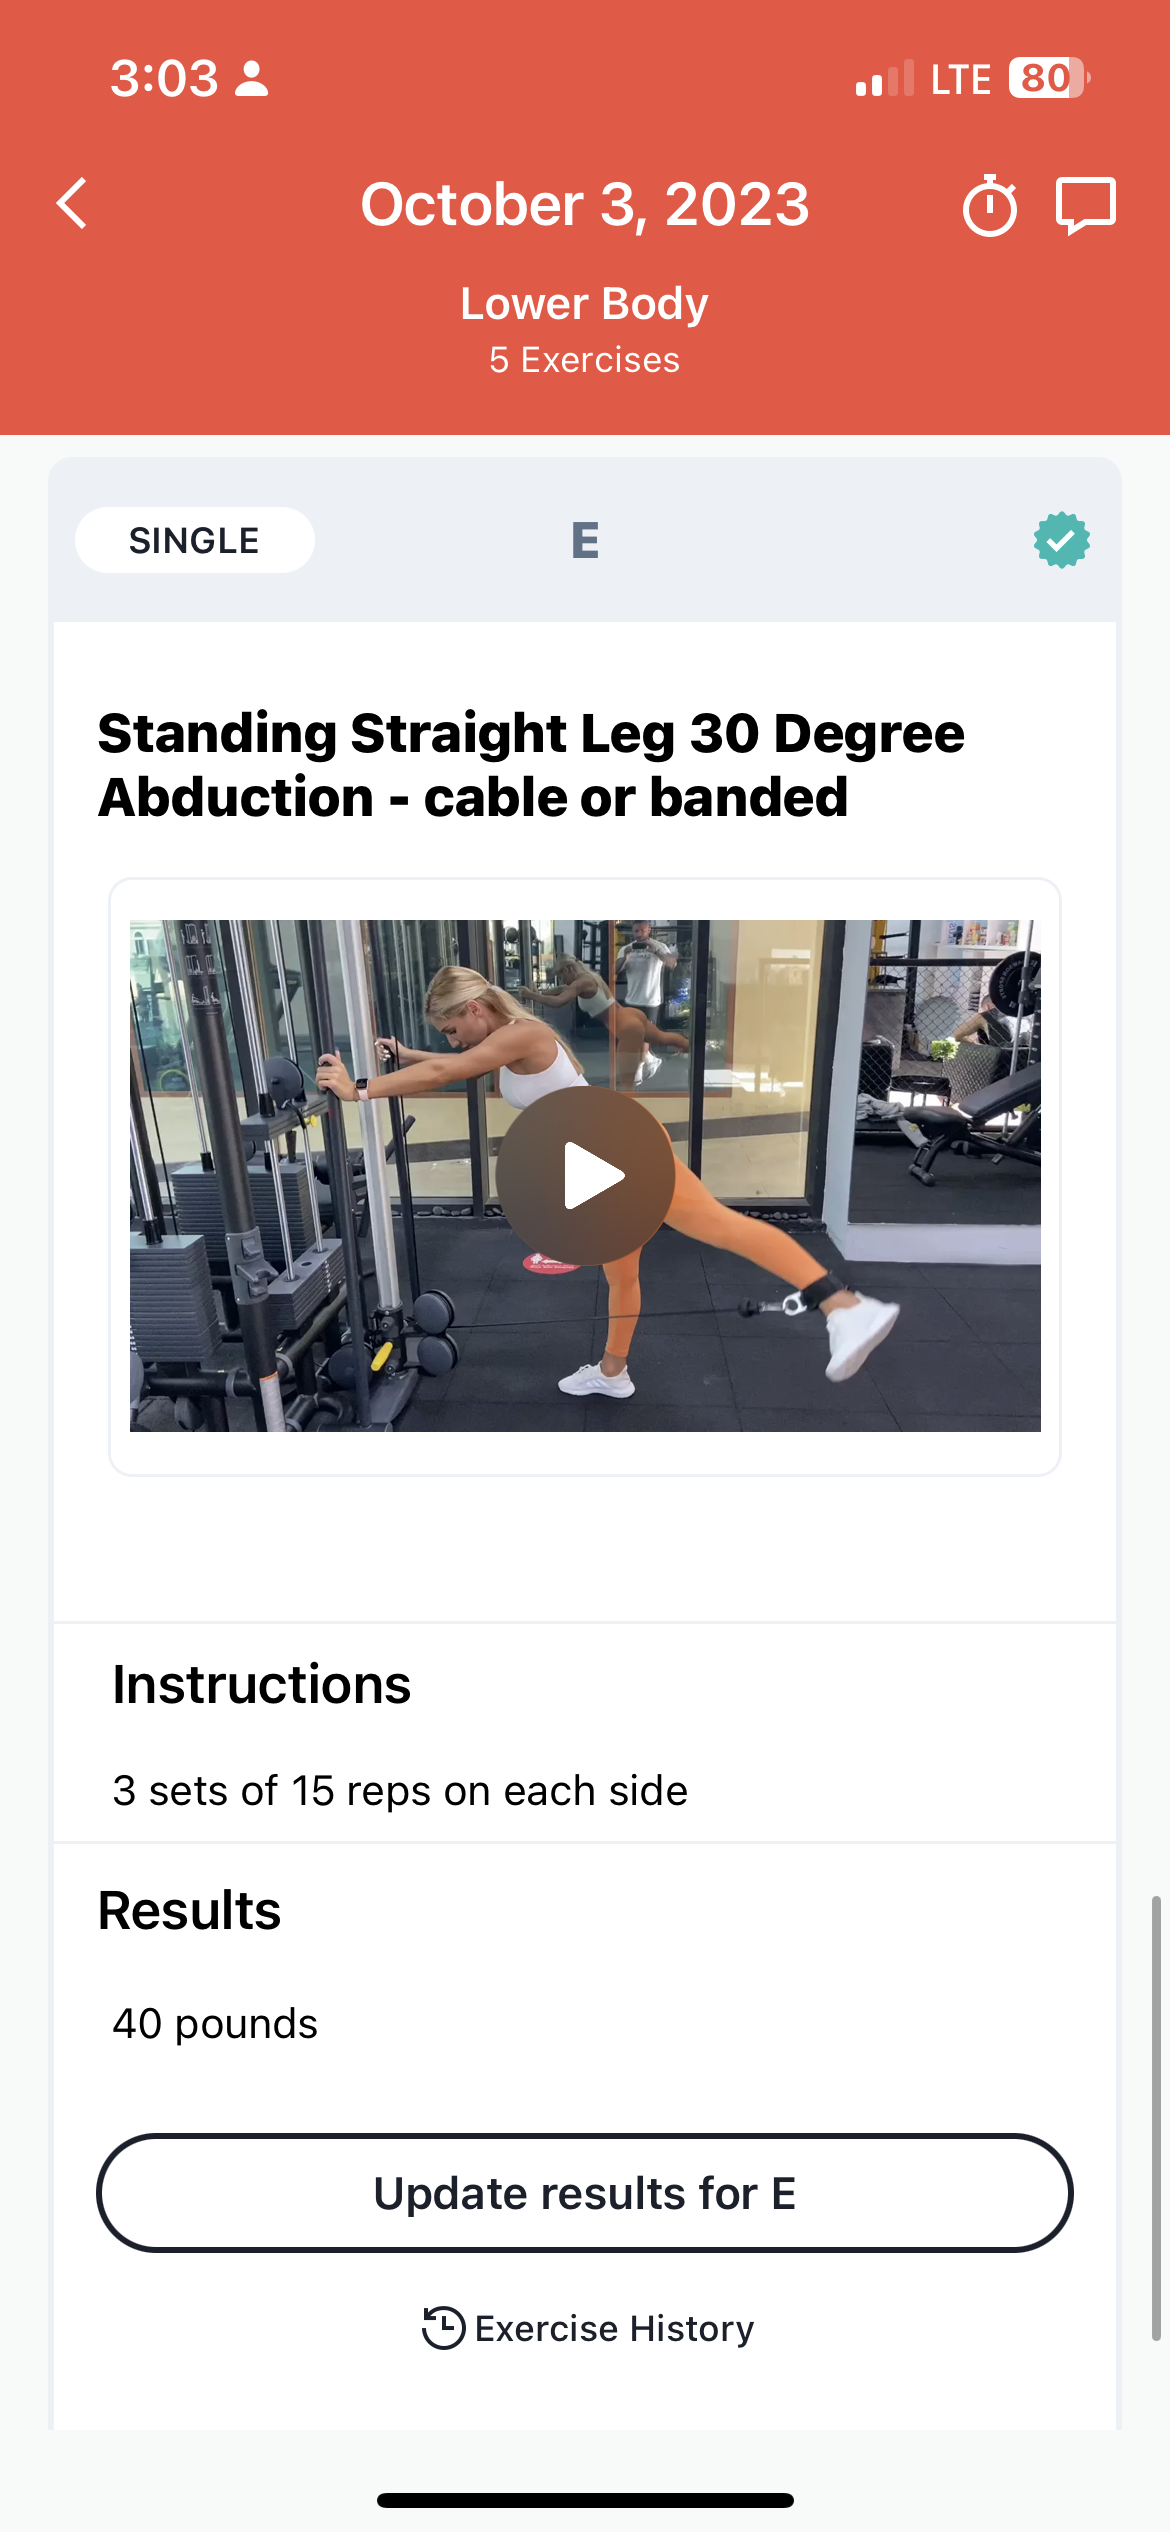 3:03
LTE 80
October 3, 2023
Lower Body
5 Exercises
SINGLE
E
Standing Straight Leg 30 Degree
Abduction - cable or banded
Instructions
3 sets of 15 reps on each side
Results
40 pounds
Update results for E
Exercise History